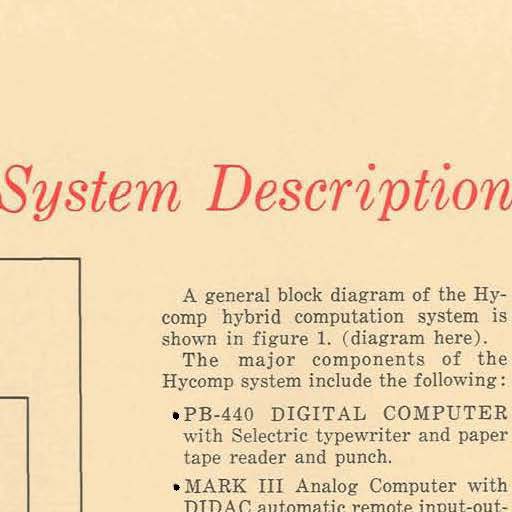 System Description
A general block diagram of the Hy-
comp hybrid computation system is
shown in figure 1. (diagram here).
The major components of the
Hycomp system include the following:
•PB-440 DIGITAL COMPUTER
with Selectric typewriter and paper
tape reader and punch.
•MARK III Analog Computer with
DIDAC automatic remote input-out-